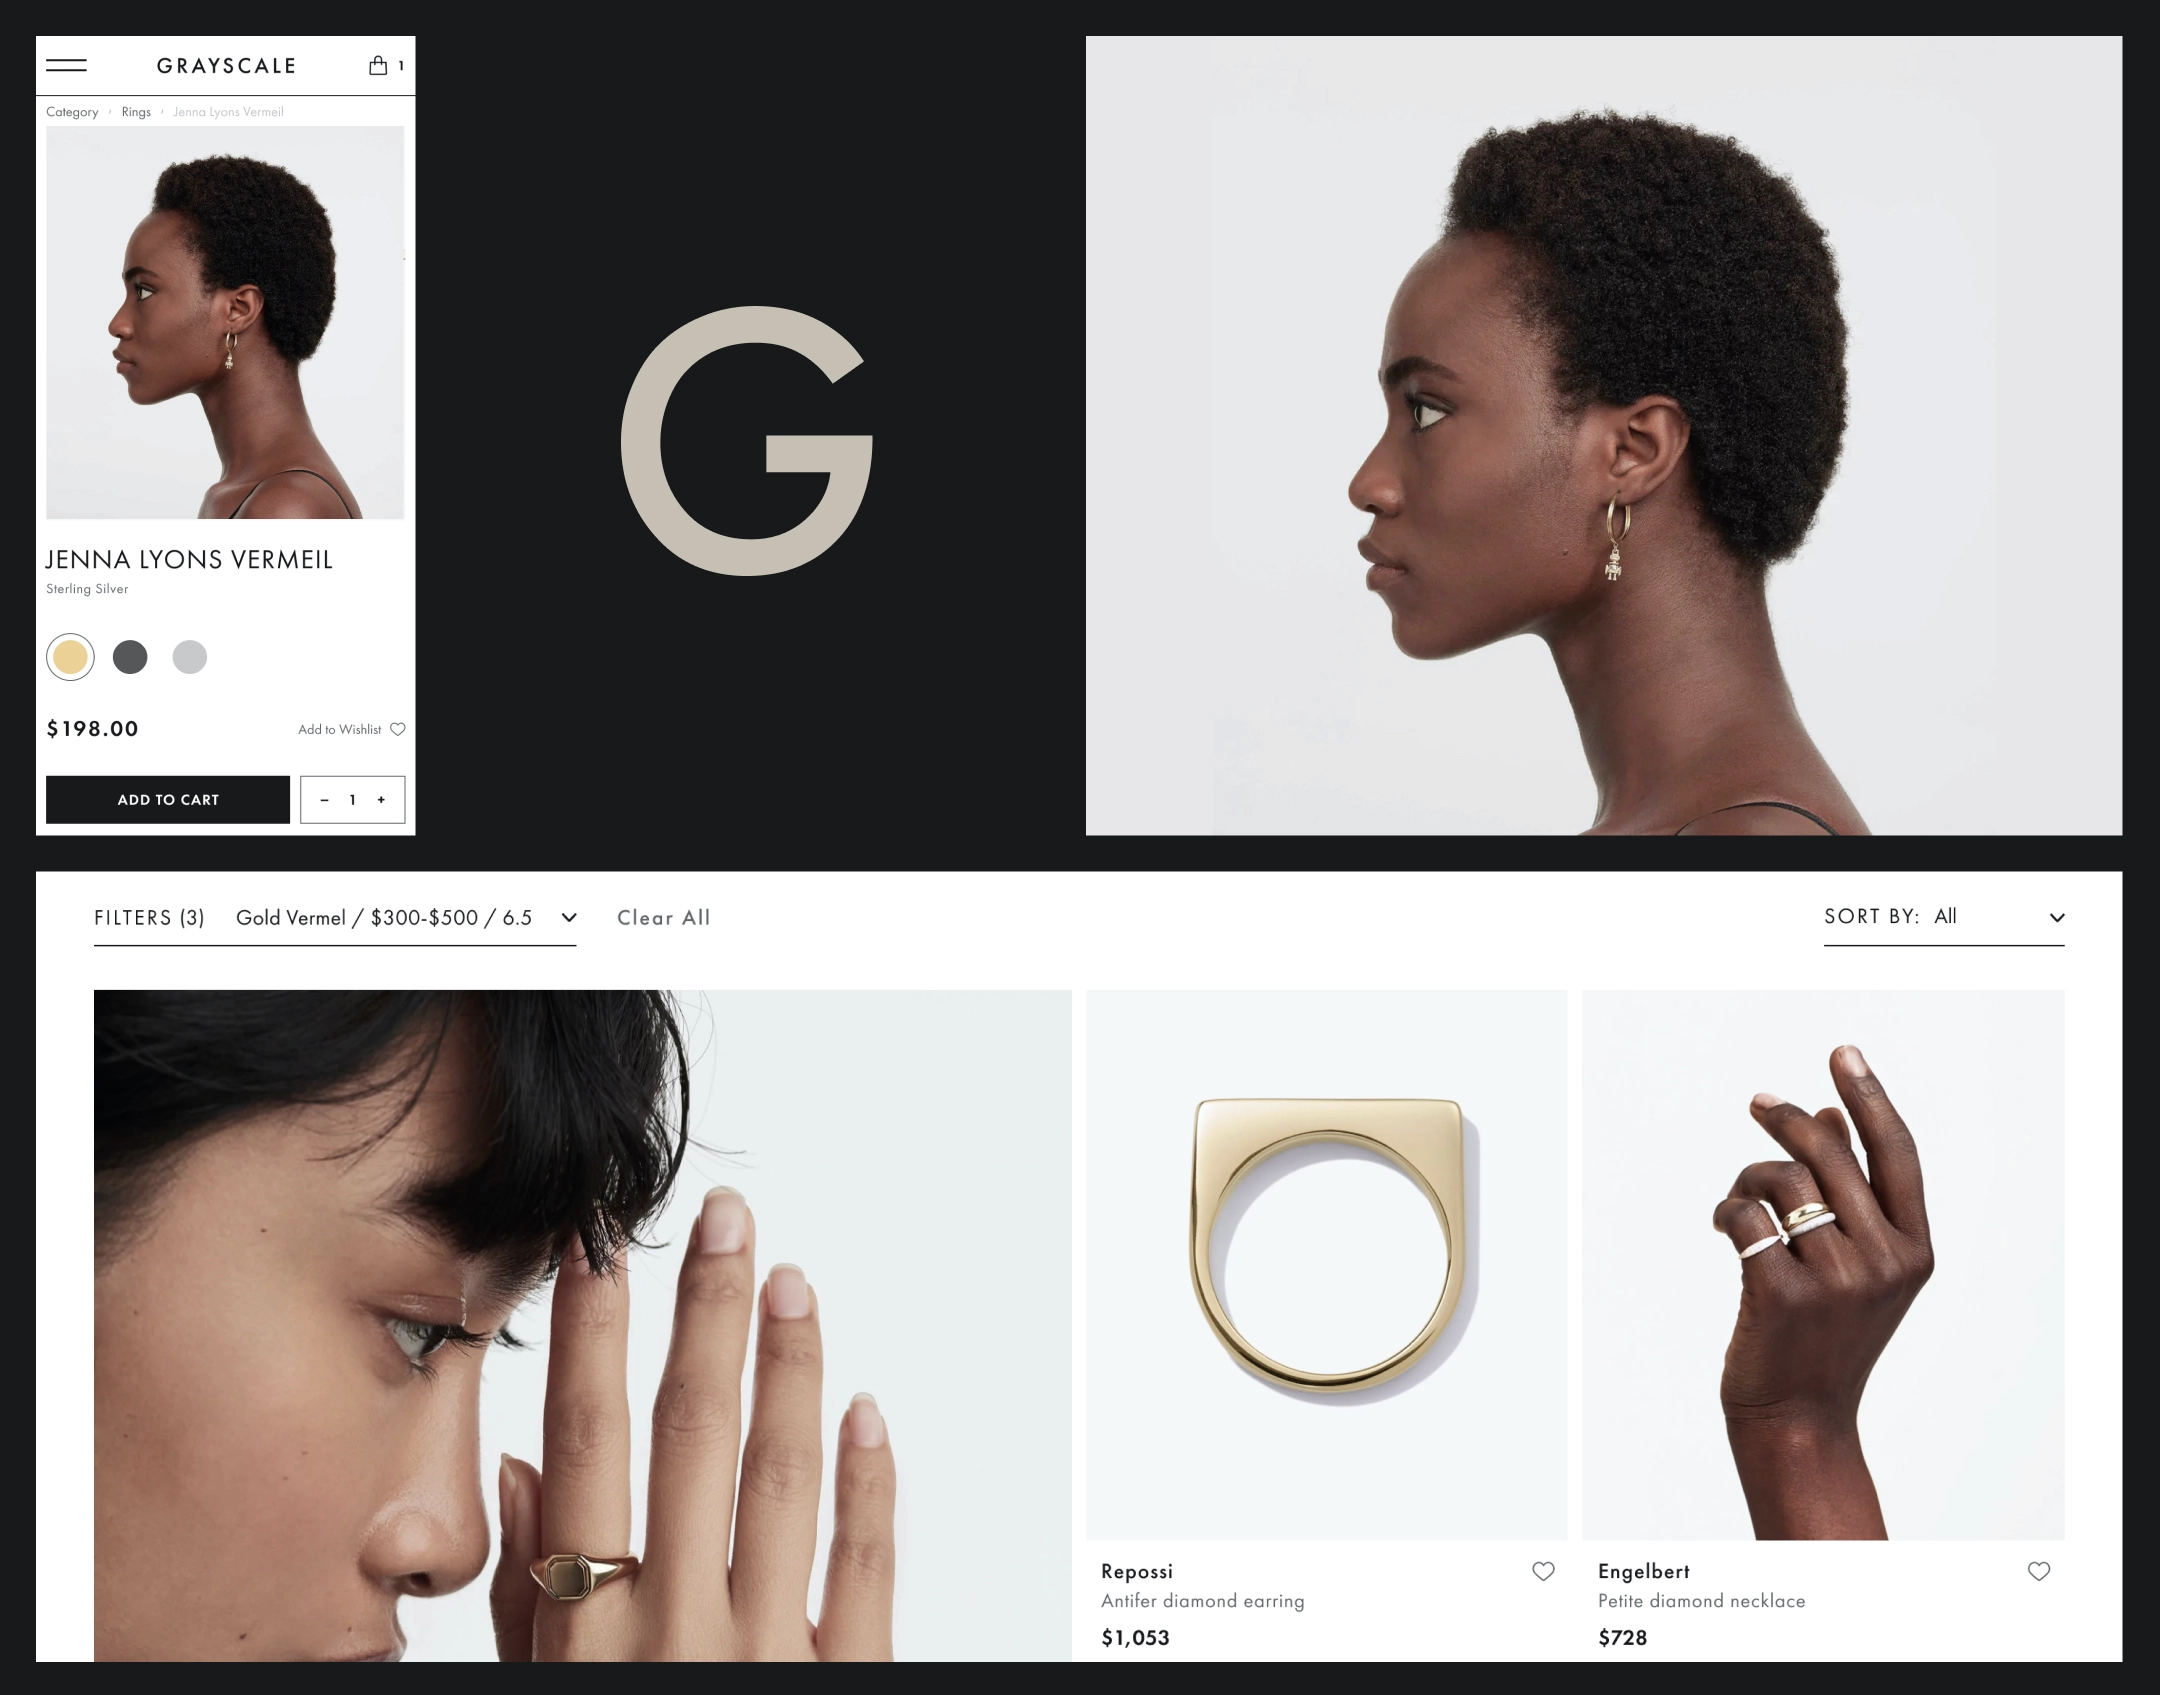 GRAYSCALE 1
Category Rings Jenna Lyons Vermeil
JENNA LYONS VERMEIL
Sterling Silver
$198.00 Add to Wishlist
ADD TO CART – 1 +
G
FILTERS (3) Gold Vermel / $300-$500 / 6.5 Clear All SORT BY: All
Repossi
Antifer diamond earring
$1,053
Engelbert
Petite diamond necklace
$728